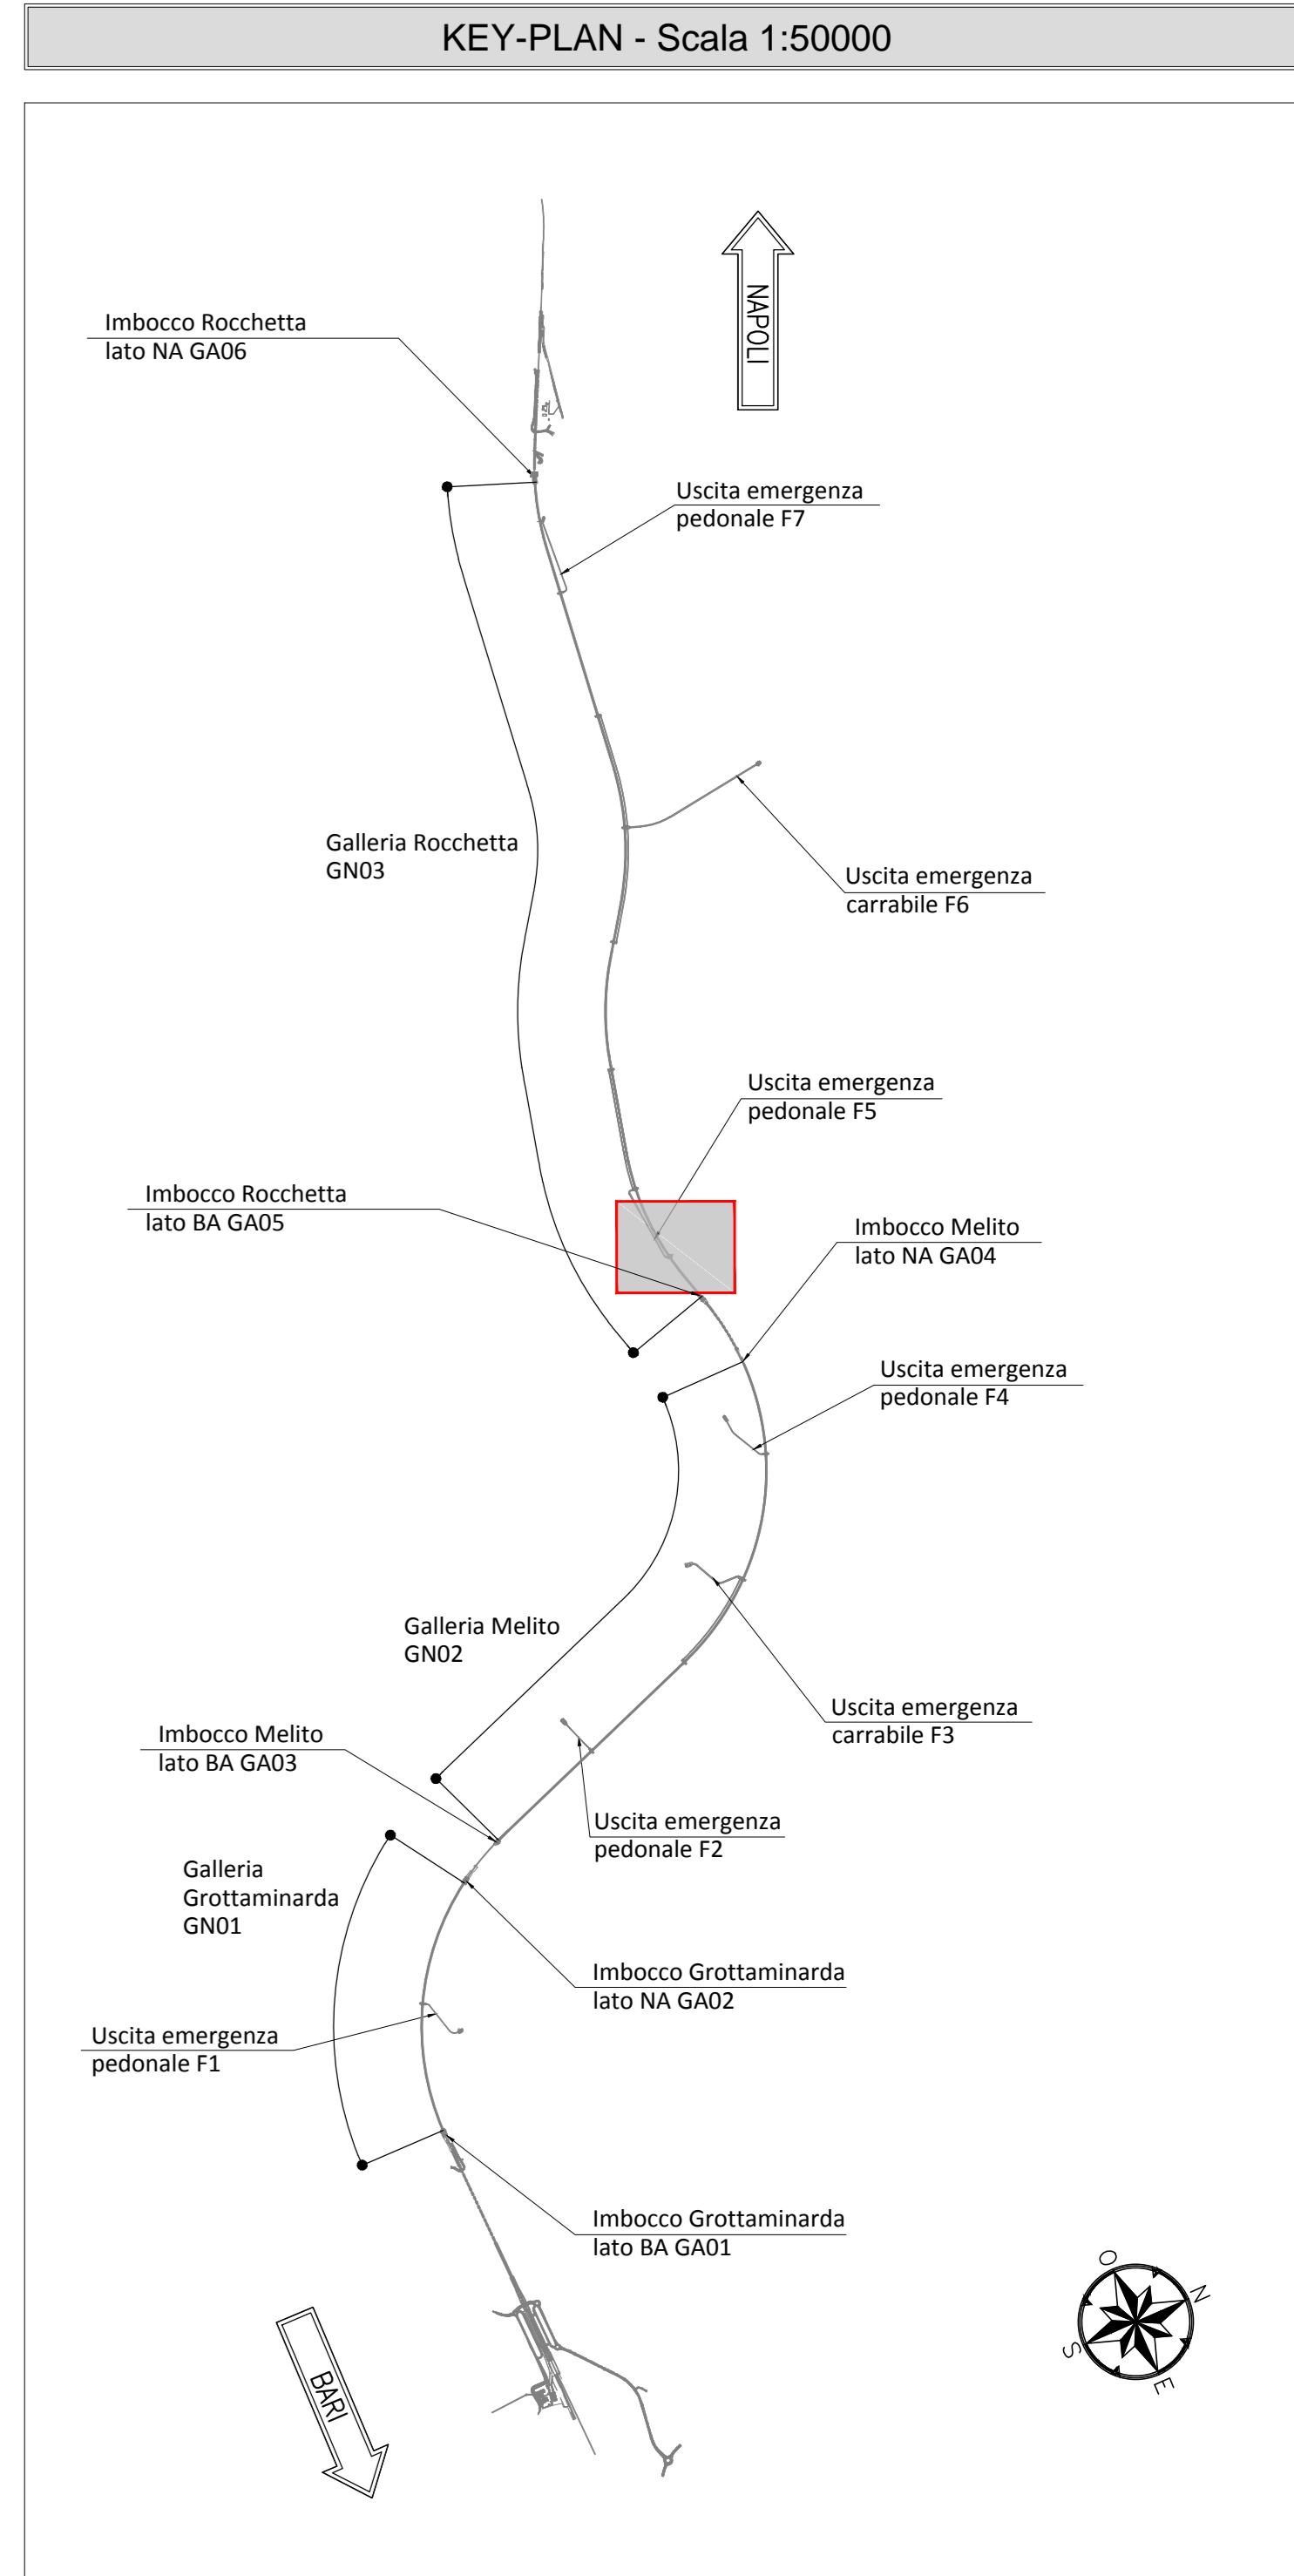 KEY-PLAN - Scala 1:50000
NAPOLI
Imbocco Rocchetta
lato NA GA06
Uscita emergenza
pedonale F7
Galleria Rocchetta
GN03
Uscita emergenza
carrabile F6
Uscita emergenza
pedonale F5
Imbocco Rocchetta
lato BA GA05
Imbocco Melito
lato NA GA04
Uscita emergenza
pedonale F4
Galleria Melito
GN02
Uscita emergenza
carrabile F3
Imbocco Melito
lato BA GA03
Uscita emergenza
pedonale F2
Galleria
Grottaminarda
GN01
Imbocco Grottaminarda
lato NA GA02
Uscita emergenza
pedonale F1
Imbocco Grottaminarda
lato BA GA01
BARI
O
N
S
E